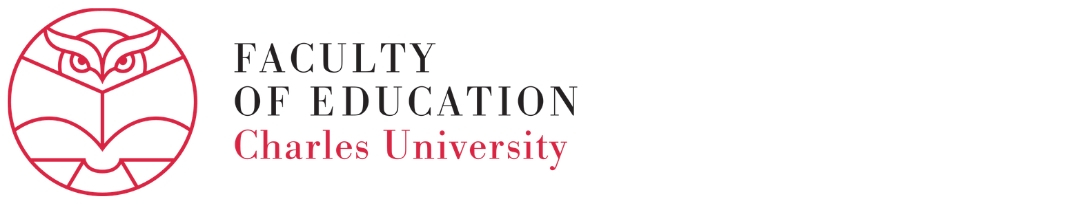 FACULTY
OF EDUCATION
Charles University